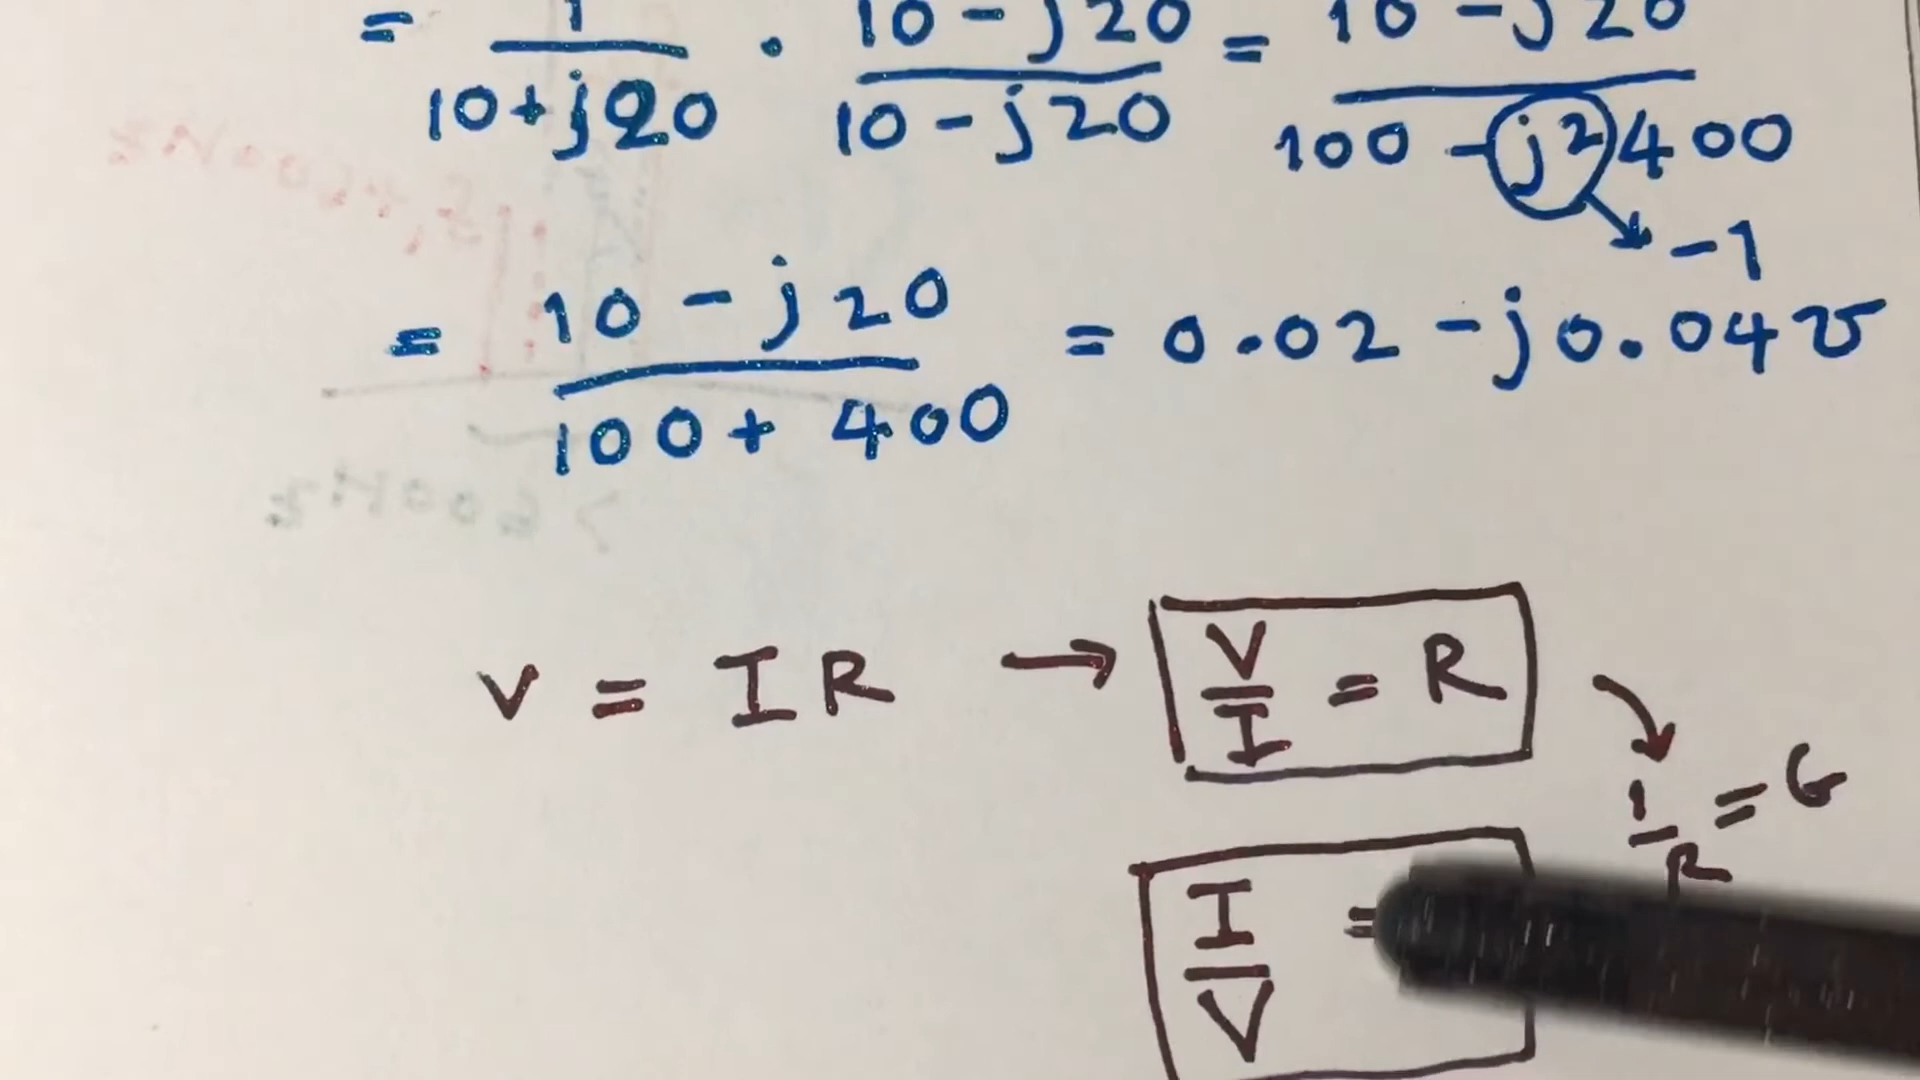 = 1/10+j20 · 10-j20/10-j20 = 10-j20/100-j2400
→ -1
= 10-j20/100+400 = 0.02-j0.04℧
V = IR → V/I = R
1/R = G
I/V =